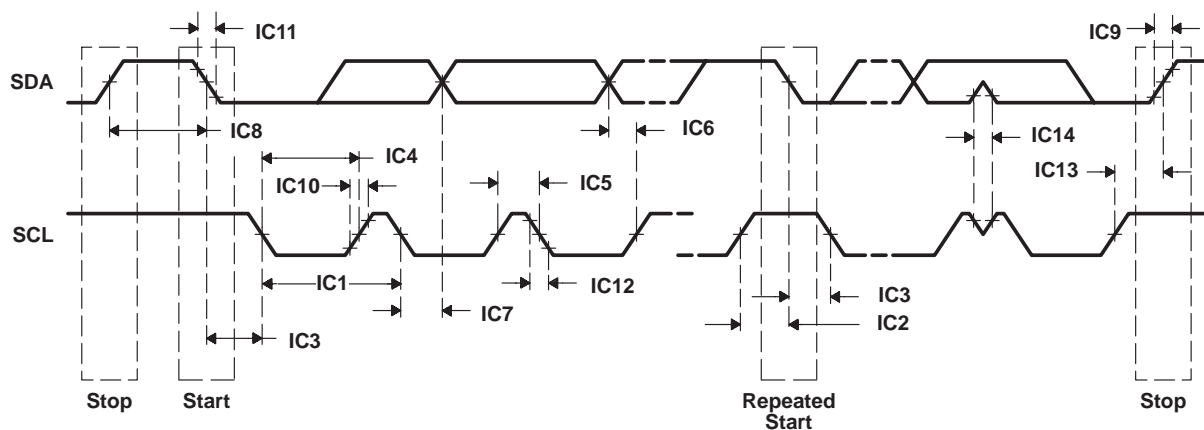 IC11
IC9
SDA
IC8
IC6
IC14
IC4
IC10
IC5
IC13
SCL
IC1
IC12
IC7
IC3
IC3
IC2
Stop
Start
Repeated
Start
Stop